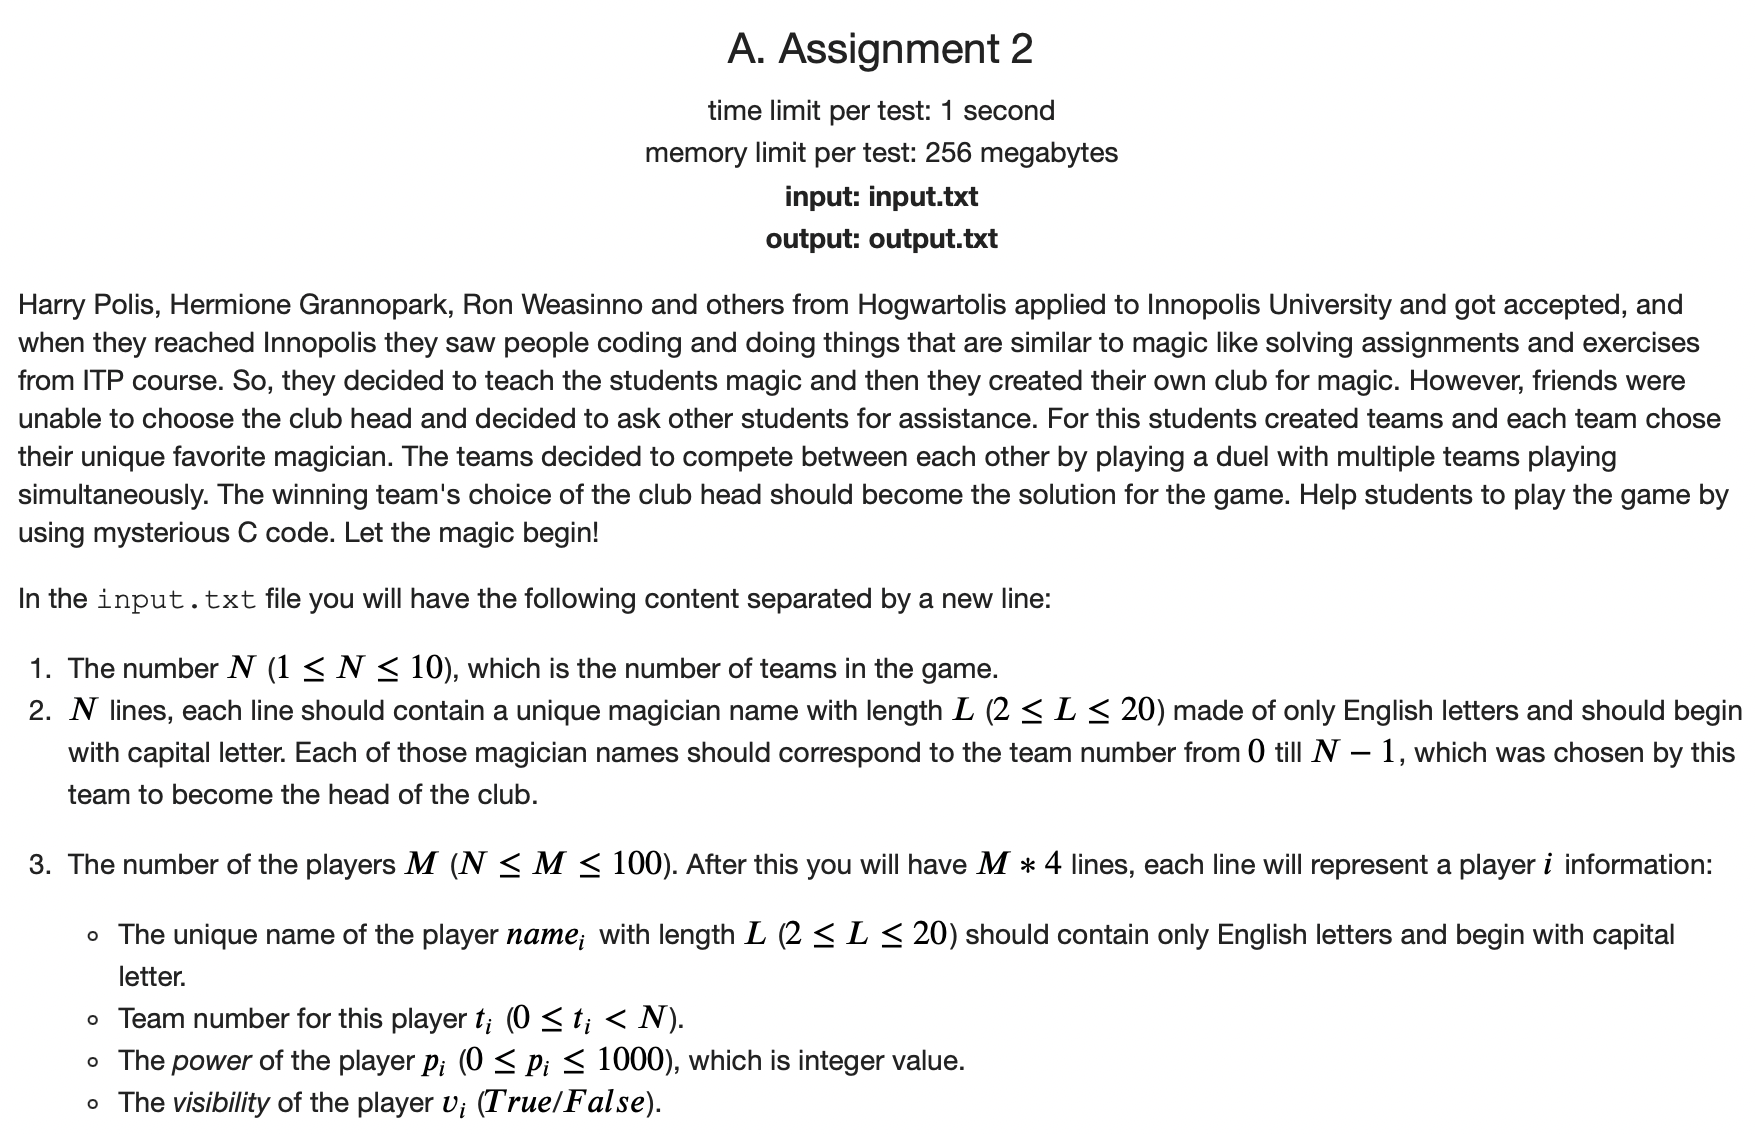 A. Assignment 2
time limit per test: 1 second
memory limit per test: 256 megabytes
input: input.txt
output: output.txt
Harry Polis, Hermione Grannopark, Ron Weasinno and others from Hogwartolis applied to Innopolis University and got accepted, and
when they reached Innopolis they saw people coding and doing things that are similar to magic like solving assignments and exercises
from ITP course. So, they decided to teach the students magic and then they created their own club for magic. However, friends were
unable to choose the club head and decided to ask other students for assistance. For this students created teams and each team chose
their unique favorite magician. The teams decided to compete between each other by playing a duel with multiple teams playing
simultaneously. The winning team's choice of the club head should become the solution for the game. Help students to play the game by
using mysterious C code. Let the magic begin!
In the input.txt file you will have the following content separated by a new line:
1. The number N (1 ≤ N ≤ 10), which is the number of teams in the game.
2. N lines, each line should contain a unique magician name with length L (2 ≤ L ≤ 20) made of only English letters and should begin
with capital letter. Each of those magician names should correspond to the team number from 0 till N − 1, which was chosen by this
team to become the head of the club.
3. The number of the players M (N ≤ M ≤ 100). After this you will have M ∗ 4 lines, each line will represent a player i information:
◦ The unique name of the player name_i with length L (2 ≤ L ≤ 20) should contain only English letters and begin with capital
letter.
◦ Team number for this player t_i (0 ≤ t_i < N).
◦ The power of the player p_i (0 ≤ p_i ≤ 1000), which is integer value.
◦ The visibility of the player v_i (True/False).